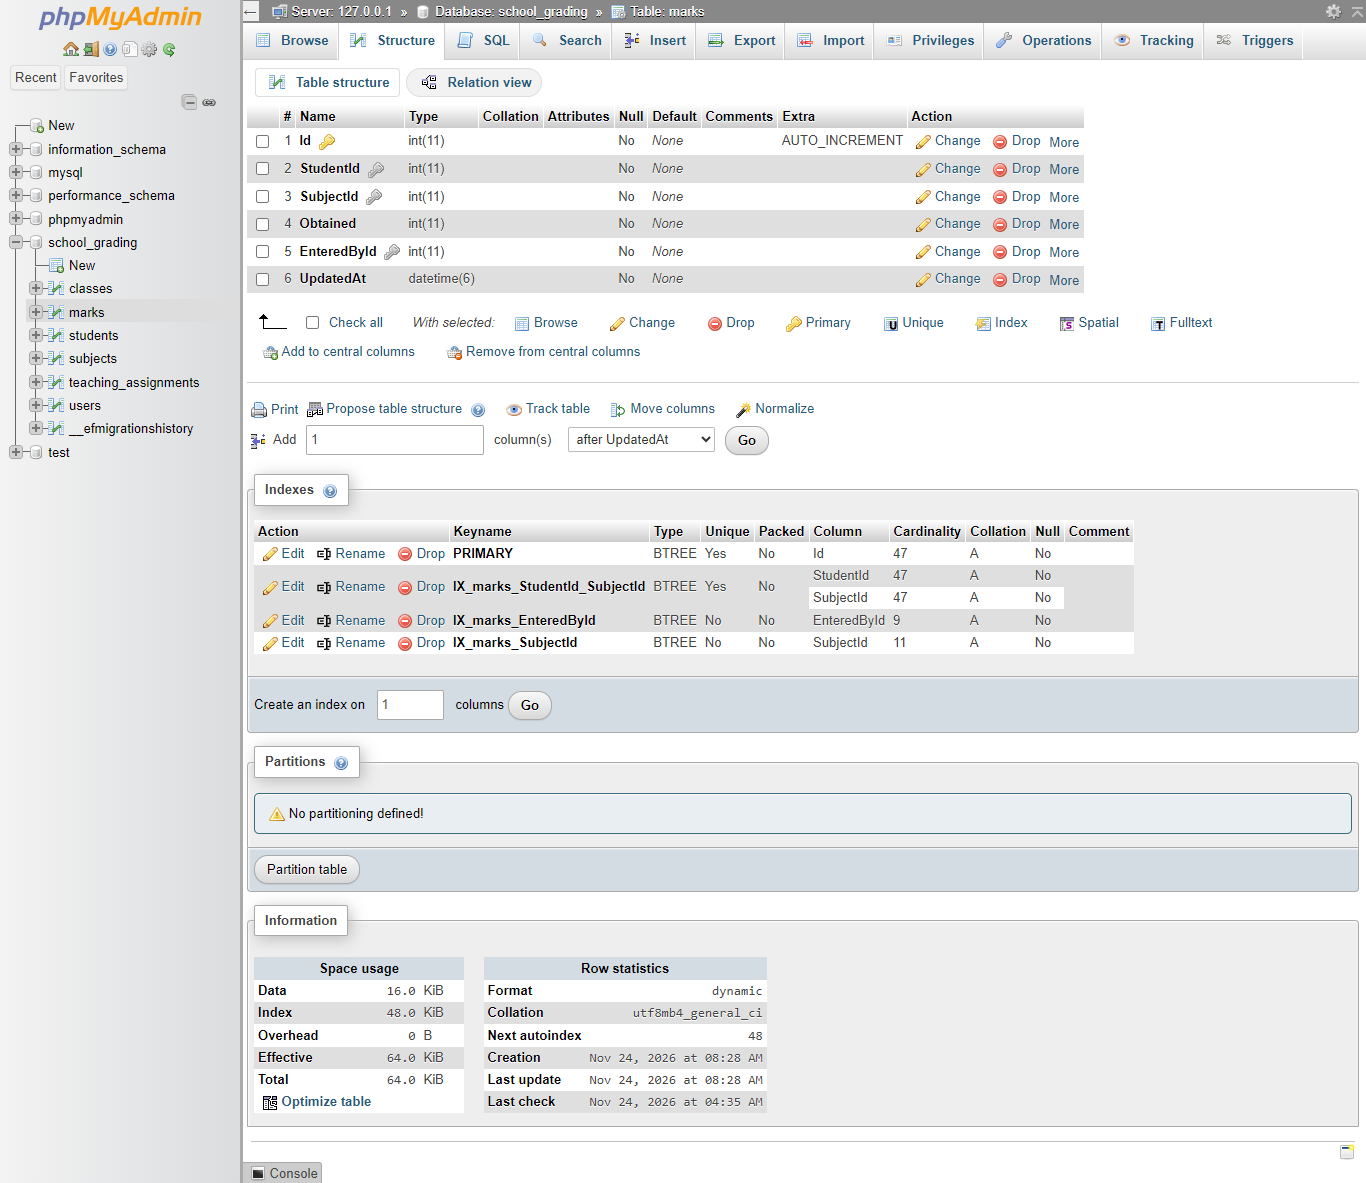 phpMyAdmin
Recent Favorites
New
information_schema
mysql
performance_schema
phpmyadmin
school_grading
New
classes
marks
students
subjects
teaching_assignments
users
__efmigrationshistory
test
Server: 127.0.0.1 » Database: school_grading » Table: marks
Browse Structure SQL Search Insert Export Import Privileges Operations Tracking Triggers
Table structure Relation view
# Name Type Collation Attributes Null Default Comments Extra Action
1 Id int(11) No None AUTO_INCREMENT Change Drop More
2 StudentId int(11) No None Change Drop More
3 SubjectId int(11) No None Change Drop More
4 Obtained int(11) No None Change Drop More
5 EnteredById int(11) No None Change Drop More
6 UpdatedAt datetime(6) No None Change Drop More
Check all With selected: Browse Change Drop Primary Unique Index Spatial Fulltext
Add to central columns Remove from central columns
Print Propose table structure Track table Move columns Normalize
Add 1 column(s) after UpdatedAt Go
Indexes
Action Keyname Type Unique Packed Column Cardinality Collation Null Comment
Edit Rename Drop PRIMARY BTREE Yes No Id 47 A No
Edit Rename Drop IX_marks_StudentId_SubjectId BTREE Yes No StudentId 47 A No
SubjectId 47 A No
Edit Rename Drop IX_marks_EnteredById BTREE No No EnteredById 9 A No
Edit Rename Drop IX_marks_SubjectId BTREE No No SubjectId 11 A No
Create an index on 1 columns Go
Partitions
No partitioning defined!
Partition table
Information
Space usage
Data 16.0 KiB
Index 48.0 KiB
Overhead 0 B
Effective 64.0 KiB
Total 64.0 KiB
Optimize table
Row statistics
Format dynamic
Collation utf8mb4_general_ci
Next autoindex 48
Creation Nov 24, 2026 at 08:28 AM
Last update Nov 24, 2026 at 08:28 AM
Last check Nov 24, 2026 at 04:35 AM
Console